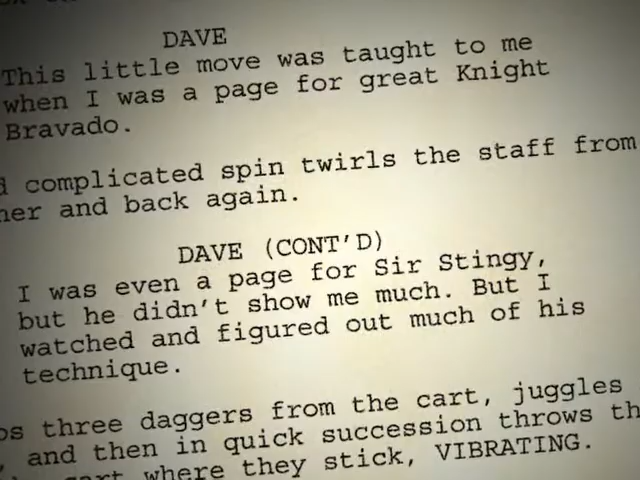 DAVE
This little move was taught to me
when I was a page for great Knight
Bravado.
complicated spin twirls the staff from
and back again.
DAVE (CONT'D)
I was even a page for Sir Stingy,
but he didn't show me much. But I
watched and figured out much of his
technique.
three daggers from the cart, juggles
, and then in quick succession throws
where they stick, VIBRATING.